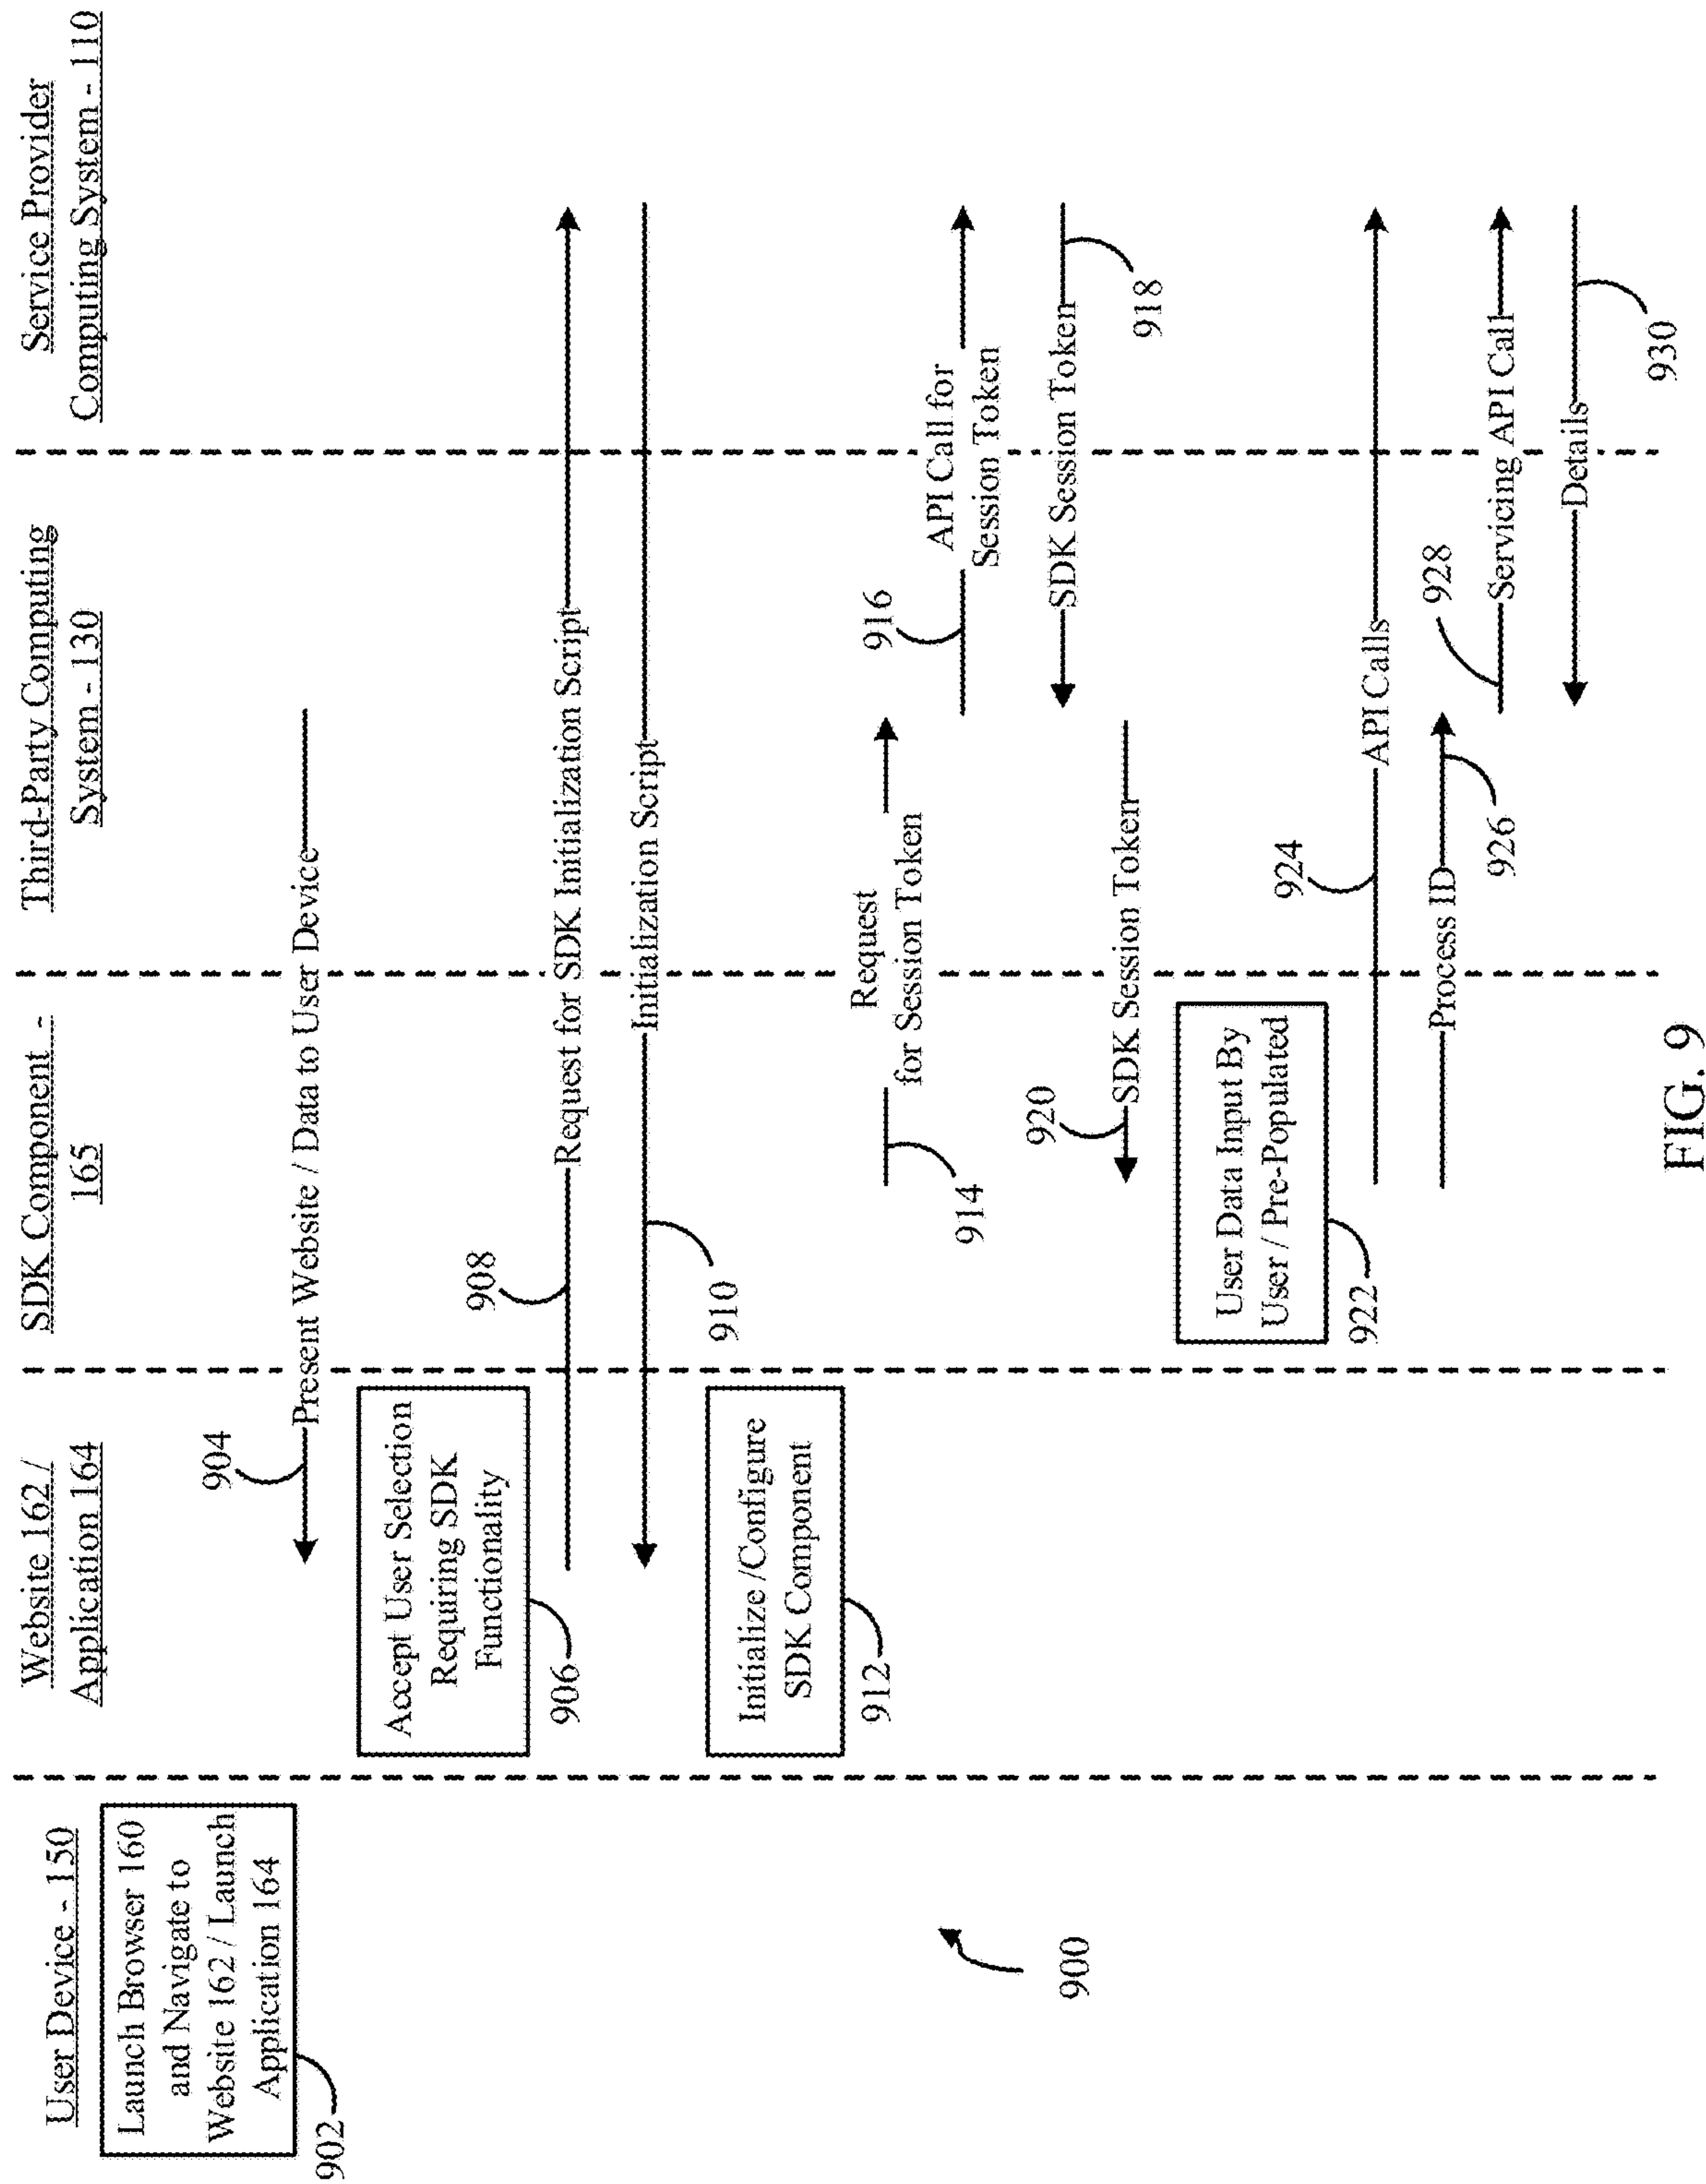 User Device - 150
Website 162 /
Application 164
SDK Component -
165
Third-Party Computing
System - 130
Service Provider
Computing System - 110
Launch Browser 160
and Navigate to
Website 162 / Launch
Application 164
902
904
Present Website / Data to User Device
Accept User Selection
Requiring SDK
Functionality
906
908
Request for SDK Initialization Script
Initialization Script
910
Initialize /Configure
SDK Component
912
Request
for Session Token
914
916
API Call for
Session Token
SDK Session Token
918
920
SDK Session Token
User Data Input By
User / Pre-Populated
922
924
API Calls
Process ID
926
928
Servicing API Call
Details
930
900
FIG. 9